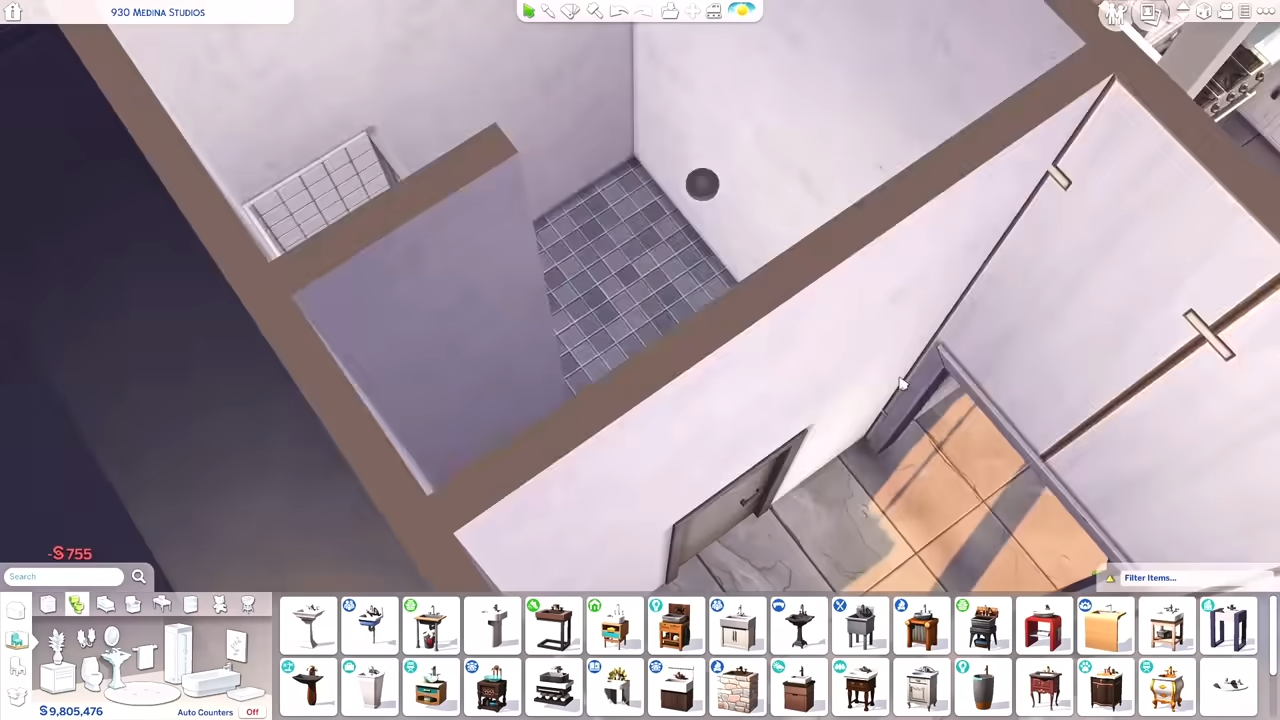 930 Medina Studios
-§755
Search
Filter Items...
§9,805,476
Auto Counters
Off